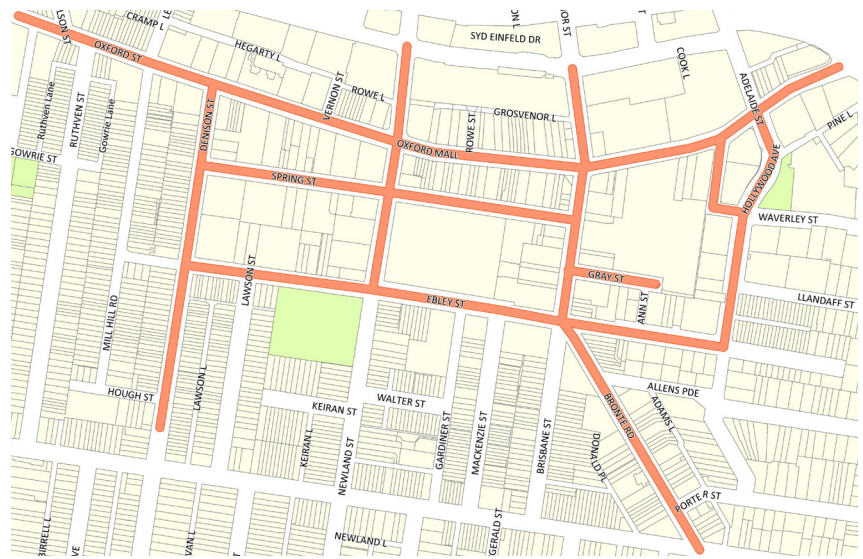 CRAMP L
OXFORD ST
HEGARTY L
SYD EINFELD DR
COOK L
ADELAIDE ST
Ruthven Lane
RUTHVEN ST
Gowrie Lane
VERNON ST
ROWE L
GROSVENOR L
PINE L
DENISON ST
ROWE ST
OXFORD MALL
GOWRIE ST
SPRING ST
HOLLYWOOD AVE
WAVERLEY ST
LAWSON ST
GRAY ST
EBLEY ST
ANN ST
LLANDAFF ST
MILL HILL RD
LAWSON L
HOUGH ST
ALLENS PDE
KEIRAN ST
WALTER ST
BRONTE RD
ADAMS L
KEIRAN L
NEWLAND ST
GARDINER ST
MACKENZIE ST
BRISBANE ST
DONALD PL
PORTER ST
BIRRELL L
NEWLAND L